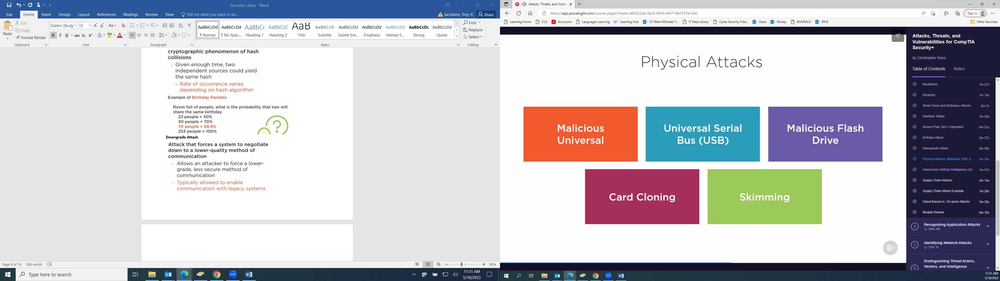 Security+.docx - Word
File Home Insert Design Layout References Mailings Review View Tell me what you want to do...
Jacobsen, Trey /C Share
Paste
Cut
Copy
Format Painter
Clipboard
Calibri (Body) 12
Font
Paragraph
AaBbCcDd AaBbCcDd AaBbC( AaBbCcE AaB AaBbCcD AaBbCcDd AaBbCcDd AaBbCcDd AaBbCcDc AaBbCcDd
¶ Normal ¶ No Spac... Heading 1 Heading 2 Title Subtitle Subtle Em... Emphasis Intense E... Strong Quote
Styles
Find
Replace
Select
Editing
cryptographic phenomenon of hash
collisions
- Given enough time, two
independent sources could yield
the same hash
• Rate of occurrence varies
depending on hash algorithm
Example of Birthday Paradox
Room full of people, what is the probability that two will
share the same birthday
23 people = 50%
30 people = 70%
70 people = 99.9%
253 people = 100%
?
Downgrade Attack
Attack that forces a system to negotiate
down to a lower-quality method of
communication
- Allows an attacker to force a lower-
grade, less secure method of
communication
- Typically allowed to enable
communication with legacy systems
Page 9 of 10 268 words
80%
Type here to search
11:31 AM
5/10/2023
Attacks, Threats, and Vulner
https://app.pluralsight.com/course-player?clipId=d623c2ab-5bc0-4b50-8c07-94cf137e7cb6
Sign in
Learning Home CLO Acronyms Languages Learning Learning Hub CX West-Midwest T... IT Help Library Cyber Security Vide... Oasis Parsley EMURALD EMG Other favorites
Physical Attacks
Malicious
Universal
Universal Serial
Bus (USB)
Malicious Flash
Drive
Card Cloning
Skimming
Attacks, Threats, and
Vulnerabilities for CompTIA
Security+
by Christopher Rees
Table of Contents Notes
Backdoors 1m 27s
Spraying 1m 18s
Brute Force and Dictionary Attacks 2m 7s
Rainbow Tables 1m 54s
Known Plain Text / Ciphertext 0m 52s
Birthday Attack 2m 27s
Downgrade Attack 0m 56s
Physical Attacks, Malicious USB, a... 3m 56s
Adversarial Artificial Intelligence (AI) 1m 57s
Supply Chain Attacks 2m 14s
Supply Chain Attack Example 1m 26s
Cloud-Based vs. On-prem Attacks 3m 26s
Module Review 0m 35s
4 Recognizing Application Attacks
39m 24s
5 Identifying Network Attacks
37m 1s
6 Distinguishing Threat Actors,
Vectors, and Intelligence
11:31 AM
5/10/2023